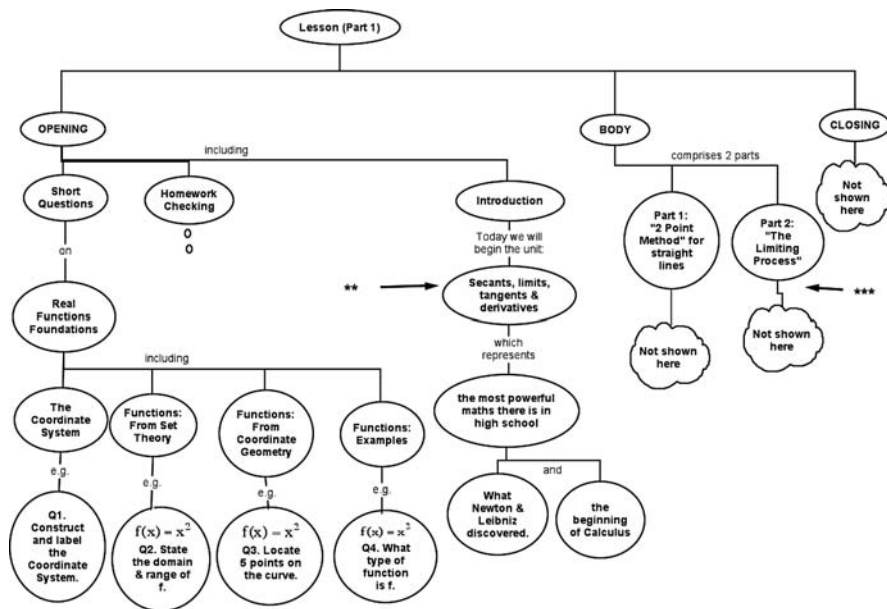 Lesson (Part 1)
OPENING
BODY
CLOSING
including
comprises 2 parts
Short
Questions
Homework
Checking
O
O
Introduction
Part 1:
"2 Point
Method" for
straight
lines
Part 2:
"The
Limiting
Process"
Not
shown
here
on
Today we will
begin the unit:
**
Secants, limits,
tangents &
derivatives
***
Real
Functions
Foundations
which
represents
Not shown
here
Not shown
here
including
The
Coordinate
System
Functions:
From Set
Theory
Functions:
From
Coordinate
Geometry
Functions:
Examples
the most powerful
maths there is in
high school
and
e.g.
e.g.
e.g.
e.g.
Q1.
Construct
and label
the
Coordinate
System.
f(x) = x²
Q2. State
the domain
& range of
f.
f(x) = x²
Q3. Locate
5 points on
the curve.
f(x) = x²
Q4. What
type of
function
is f.
What
Newton &
Leibniz
discovered.
the
beginning
of Calculus